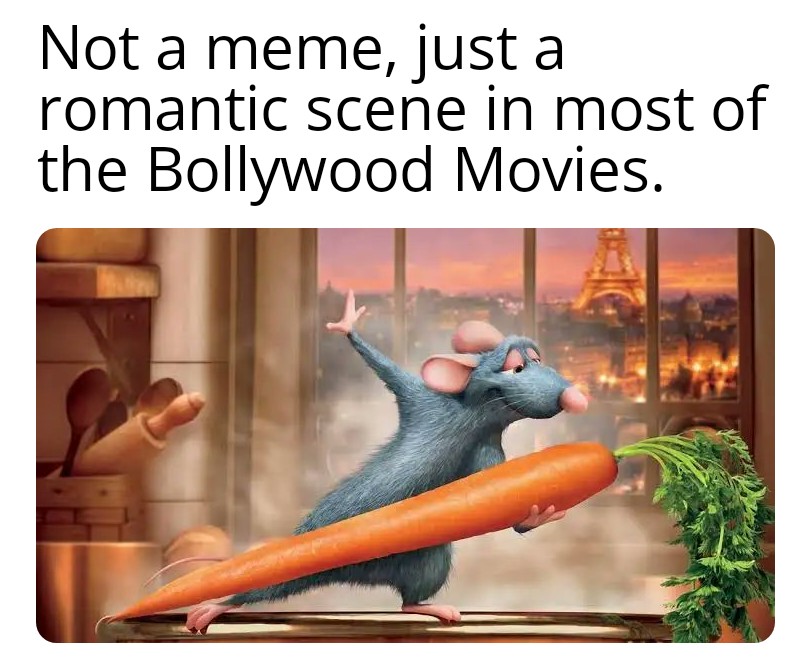 Not a meme, just a
romantic scene in most of
the Bollywood Movies.